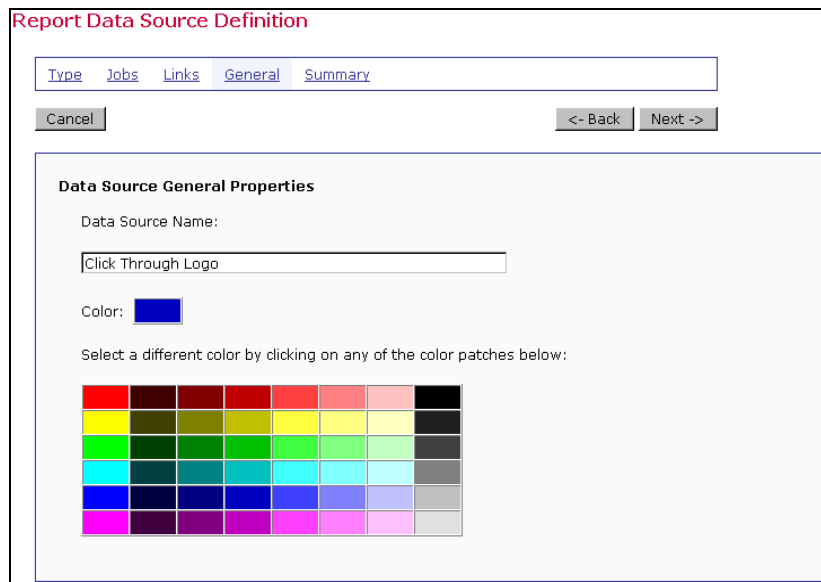 Report Data Source Definition
Type Jobs Links General Summary
Cancel <- Back Next ->
Data Source General Properties
Data Source Name:
Click Through Logo
Color:
Select a different color by clicking on any of the color patches below: